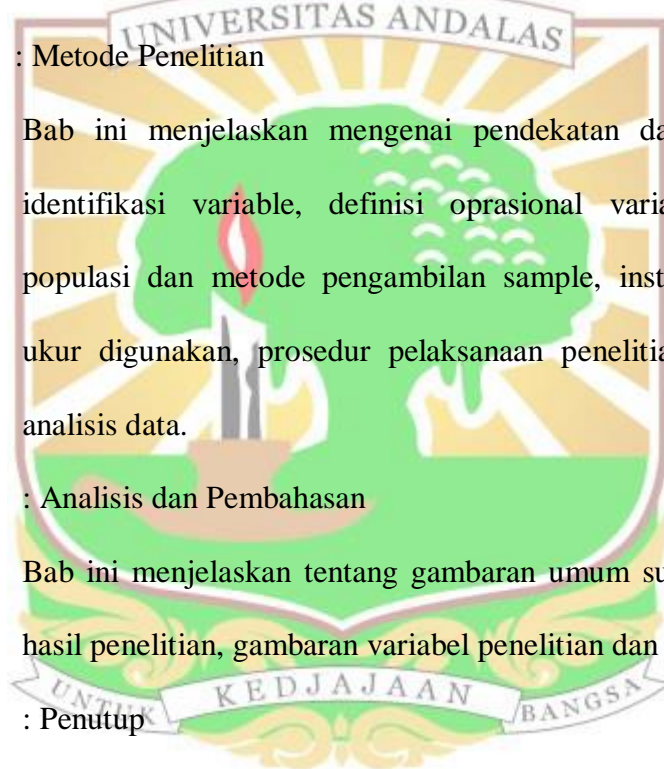 UNIVERSITAS ANDALAS
: Metode Penelitian
Bab ini menjelaskan mengenai pendekatan da
identifikasi variable, definisi oprasional varia
populasi dan metode pengambilan sample, inst
ukur digunakan, prosedur pelaksanaan penelitia
analisis data.
: Analisis dan Pembahasan
Bab ini menjelaskan tentang gambaran umum su
hasil penelitian, gambaran variabel penelitian dan
UNTUK KEDJAJAAN BANGSA
: Penutup